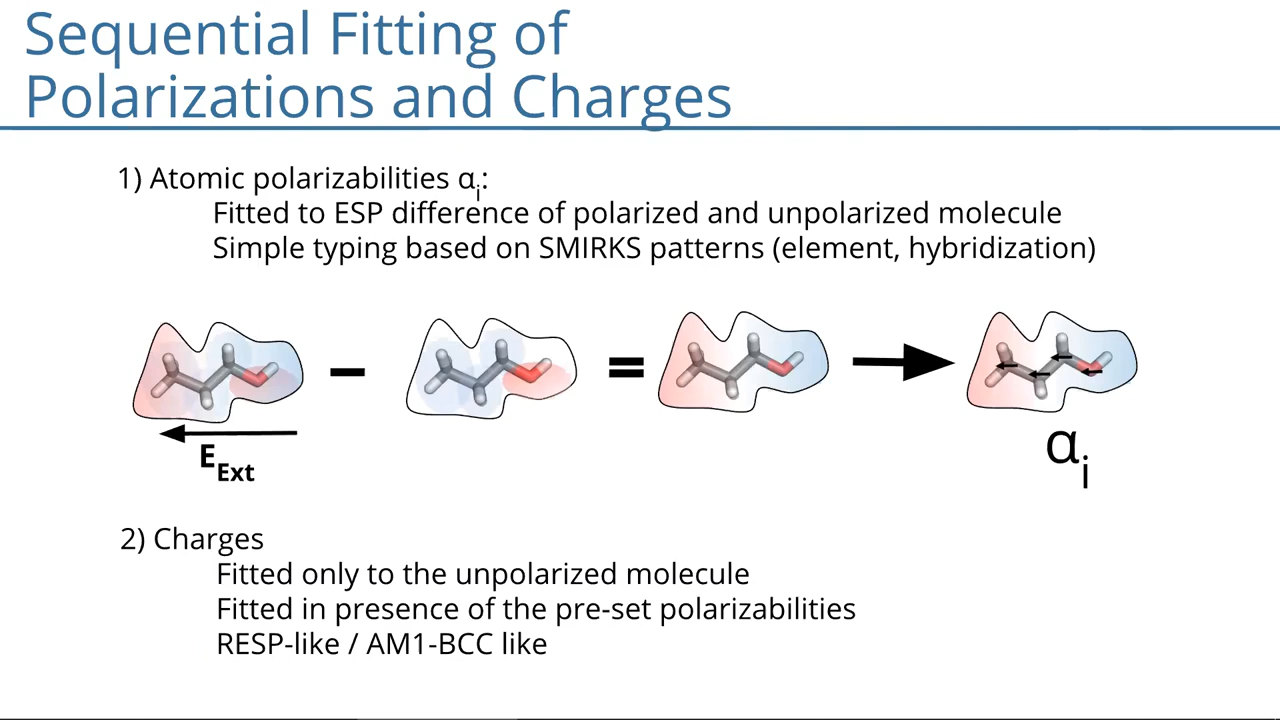 Sequential Fitting of
Polarizations and Charges
1) Atomic polarizabilities αi:
Fitted to ESP difference of polarized and unpolarized molecule
Simple typing based on SMIRKS patterns (element, hybridization)
− = 
EExt
αi
2) Charges
Fitted only to the unpolarized molecule
Fitted in presence of the pre-set polarizabilities
RESP-like / AM1-BCC like